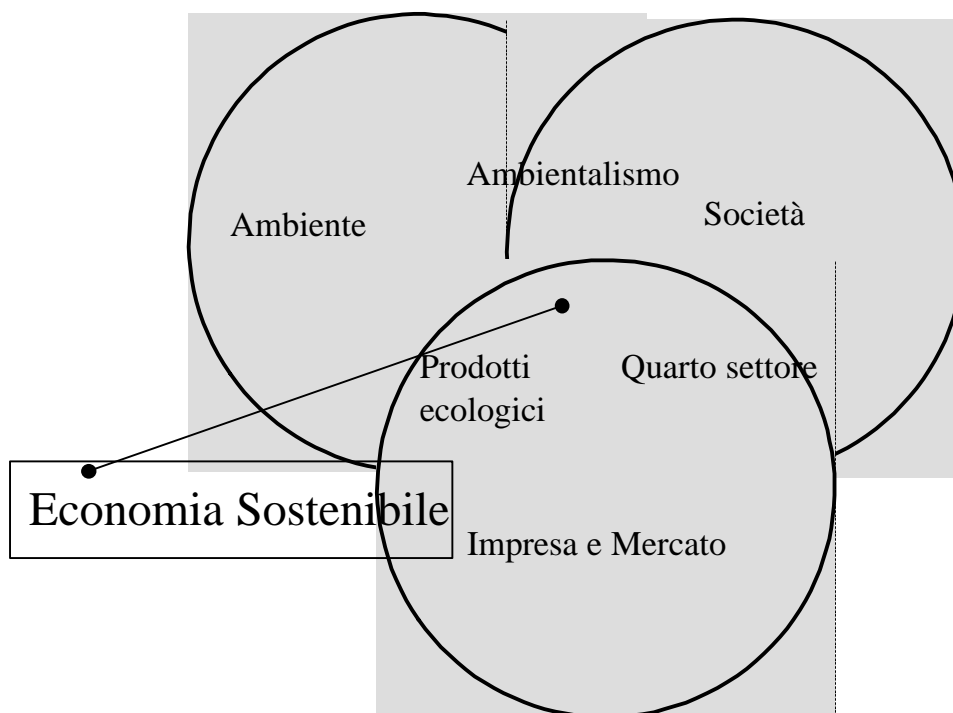 Ambientalismo
Ambiente
Società
Prodotti
ecologici
Quarto settore
Economia Sostenibile
Impresa e Mercato